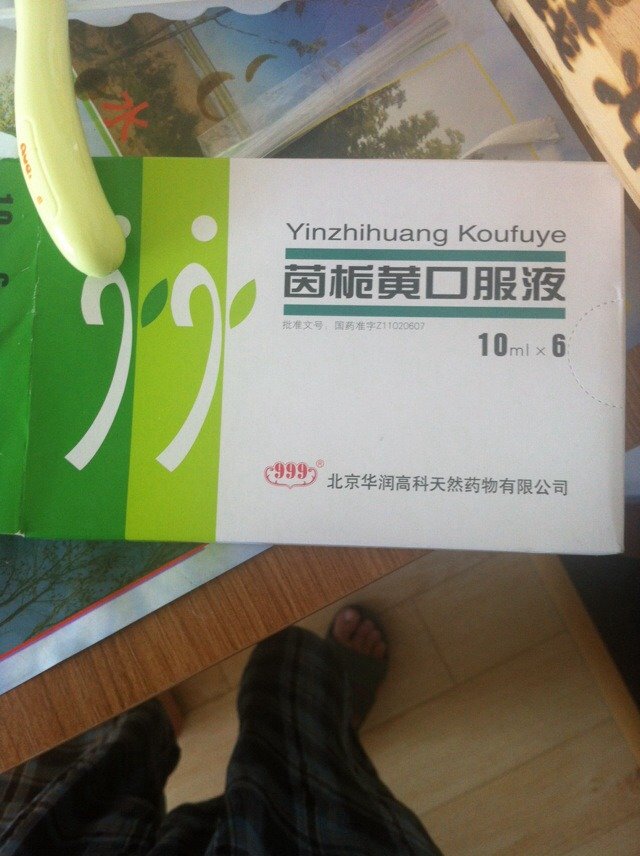 Yinzhihuang Koufuye
茵栀黄口服液
批准文号：国药准字Z11020607
10ml × 6
999®
北京华润高科天然药物有限公司